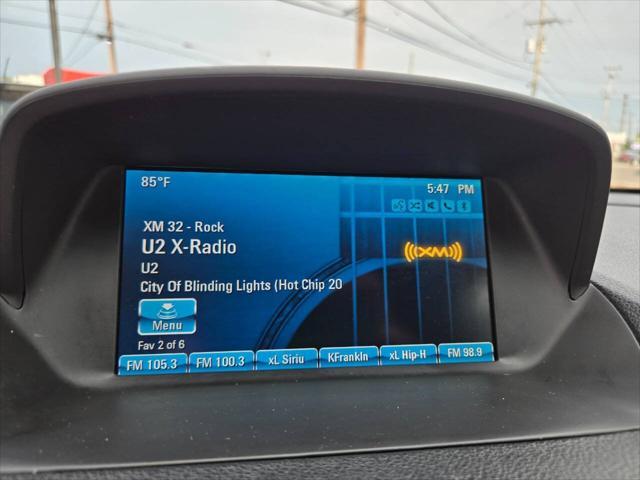 85°F
5:47 PM
XM 32 - Rock
U2 X-Radio
U2
City Of Blinding Lights (Hot Chip 20
((XM))
Menu
Fav 2 of 6
FM 105.3
FM 100.3
xL Siriu
KFrankln
xL Hip-H
FM 98.9